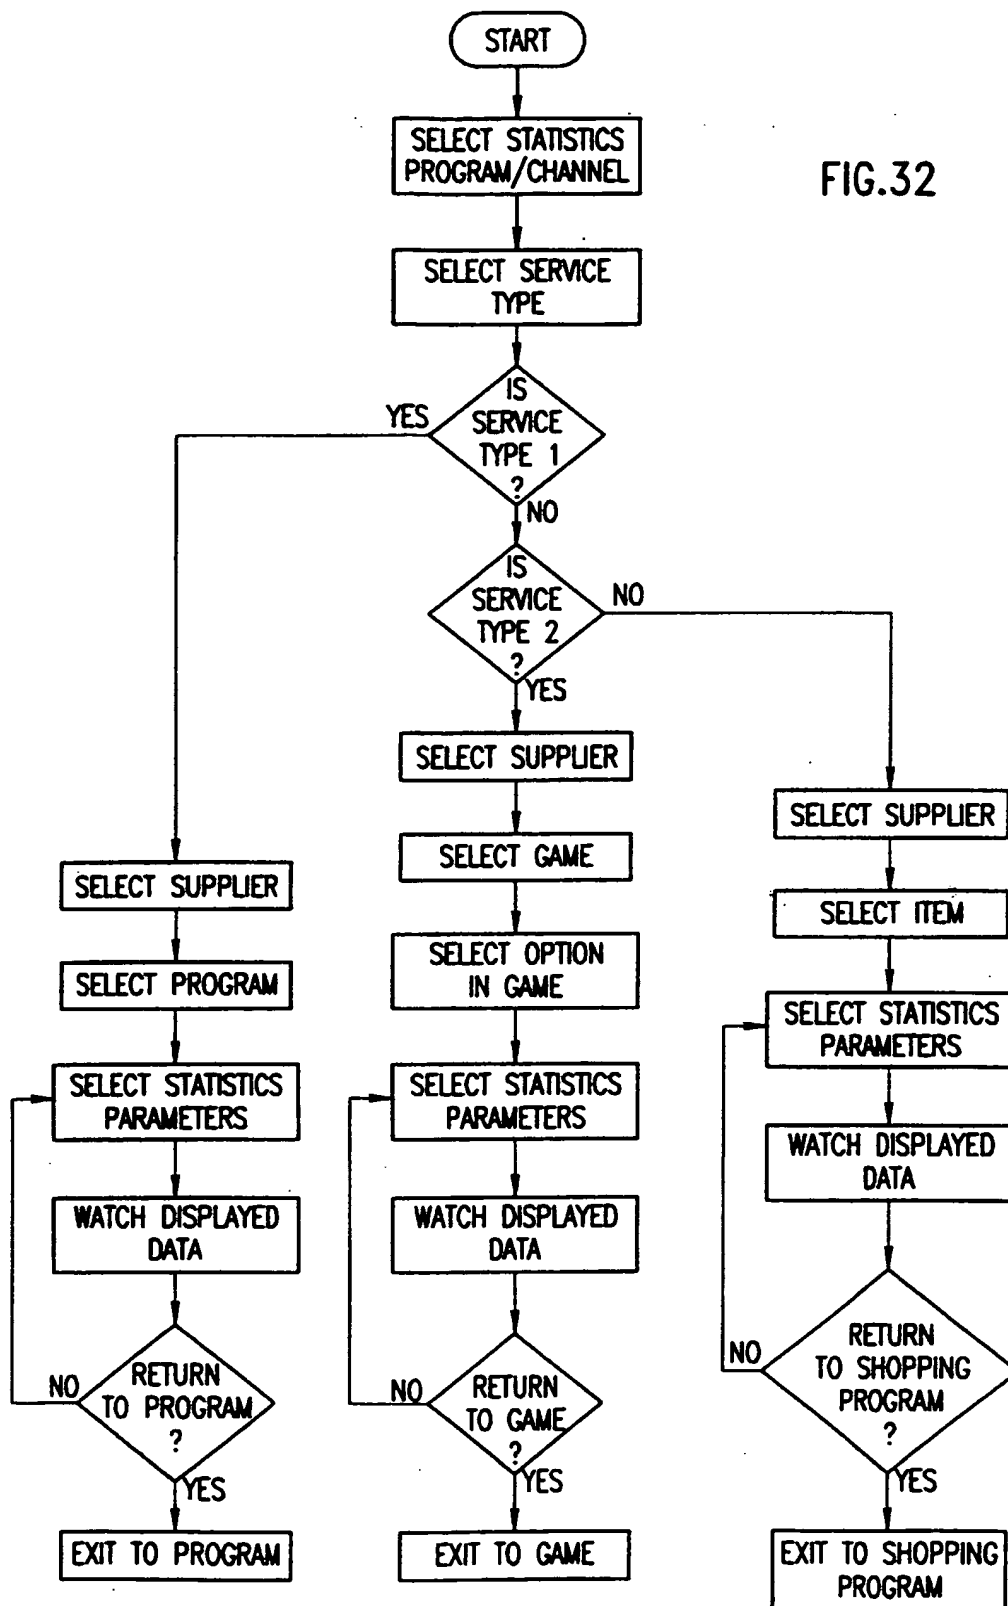 START
SELECT STATISTICS
PROGRAM/CHANNEL
FIG.32
SELECT SERVICE
TYPE
IS
SERVICE
TYPE 1
?
YES
NO
IS
SERVICE
TYPE 2
?
NO
YES
SELECT SUPPLIER
SELECT GAME
SELECT OPTION
IN GAME
SELECT STATISTICS
PARAMETERS
WATCH DISPLAYED
DATA
RETURN
TO GAME
?
NO
YES
EXIT TO GAME
SELECT SUPPLIER
SELECT PROGRAM
SELECT STATISTICS
PARAMETERS
WATCH DISPLAYED
DATA
RETURN
TO PROGRAM
?
NO
YES
EXIT TO PROGRAM
SELECT SUPPLIER
SELECT ITEM
SELECT STATISTICS
PARAMETERS
WATCH DISPLAYED
DATA
RETURN
TO SHOPPING
PROGRAM
?
NO
YES
EXIT TO SHOPPING
PROGRAM